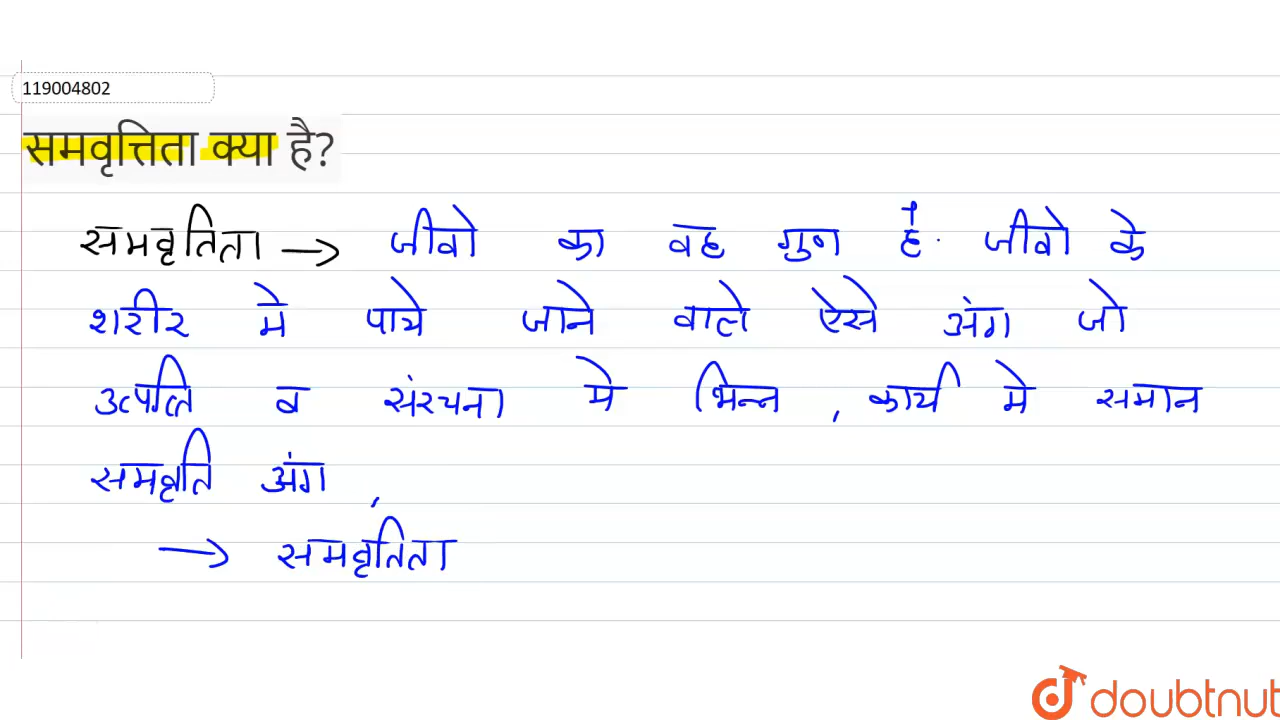 119004802
समवृत्तिता क्या है?
समवृतिता → जीवो का वह गुण है. जीवो के
शरीर मे पाये जाने वाले ऐसे अंग जो
उत्पत्ति व संरचना मे भिन्न , कार्य मे समान
समवृति अंग ,
→ समवृतिता
doubtnut